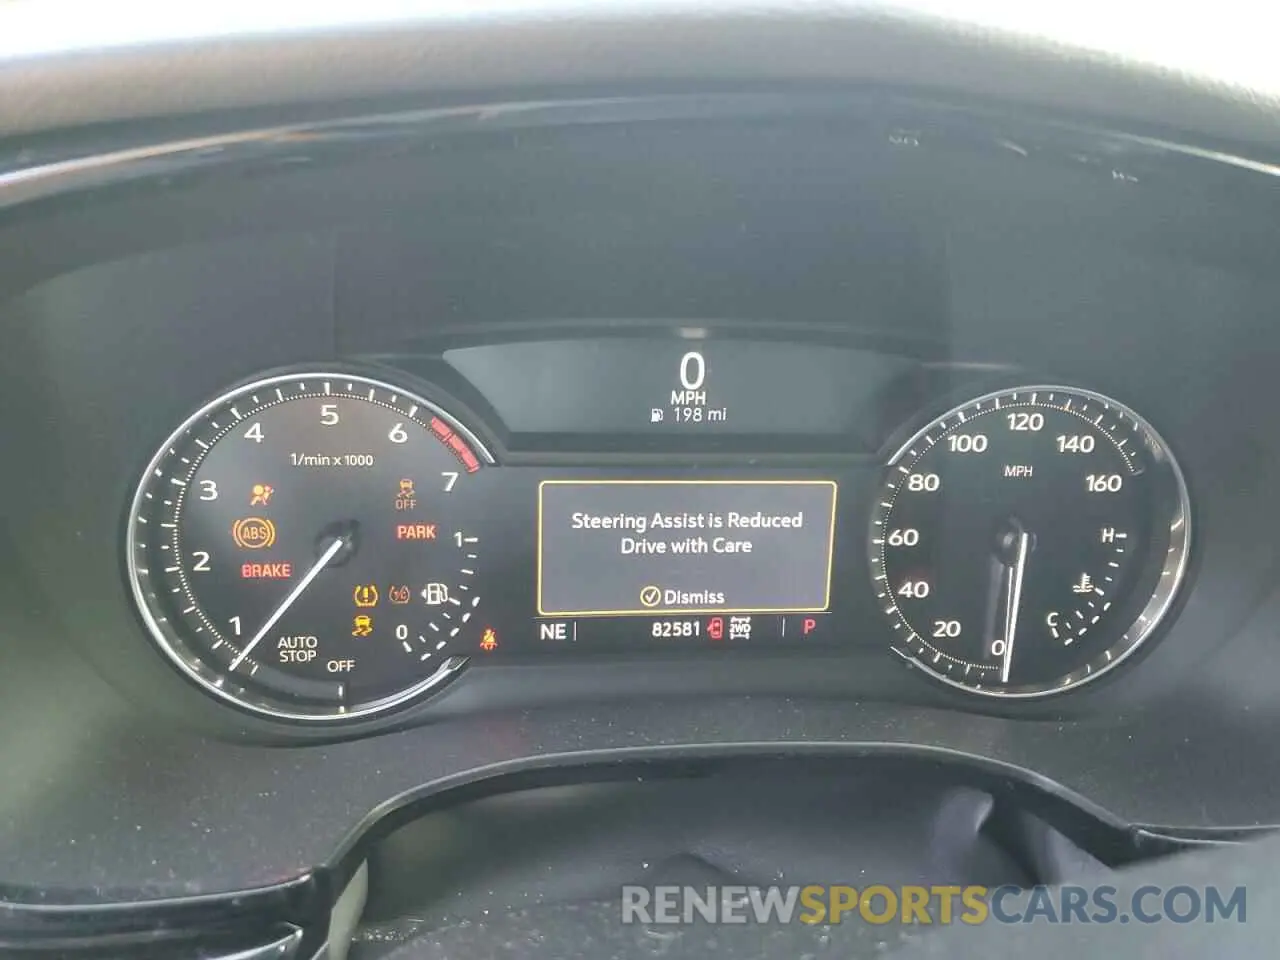 0
MPH
198 mi
1
2
3
4
5
6
7
1/min x 1000
OFF
ABS
PARK
BRAKE
AUTO
STOP
OFF
1
0
Steering Assist is Reduced
Drive with Care
Dismiss
NE
82581
2WD
P
0
20
40
60
80
100
120
140
160
MPH
H
C
RENEWSPORTSCARS.COM